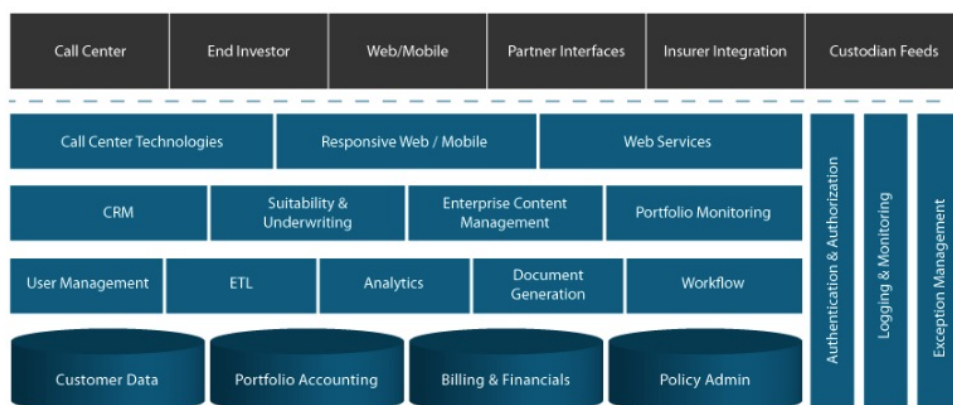 Call Center
End Investor
Web/Mobile
Partner Interfaces
Insurer Integration
Custodian Feeds
Call Center Technologies
Responsive Web / Mobile
Web Services
CRM
Suitability &
Underwriting
Enterprise Content
Management
Portfolio Monitoring
User Management
ETL
Analytics
Document
Generation
Workflow
Customer Data
Portfolio Accounting
Billing & Financials
Policy Admin
Authentication & Authorization
Logging & Monitoring
Exception Management